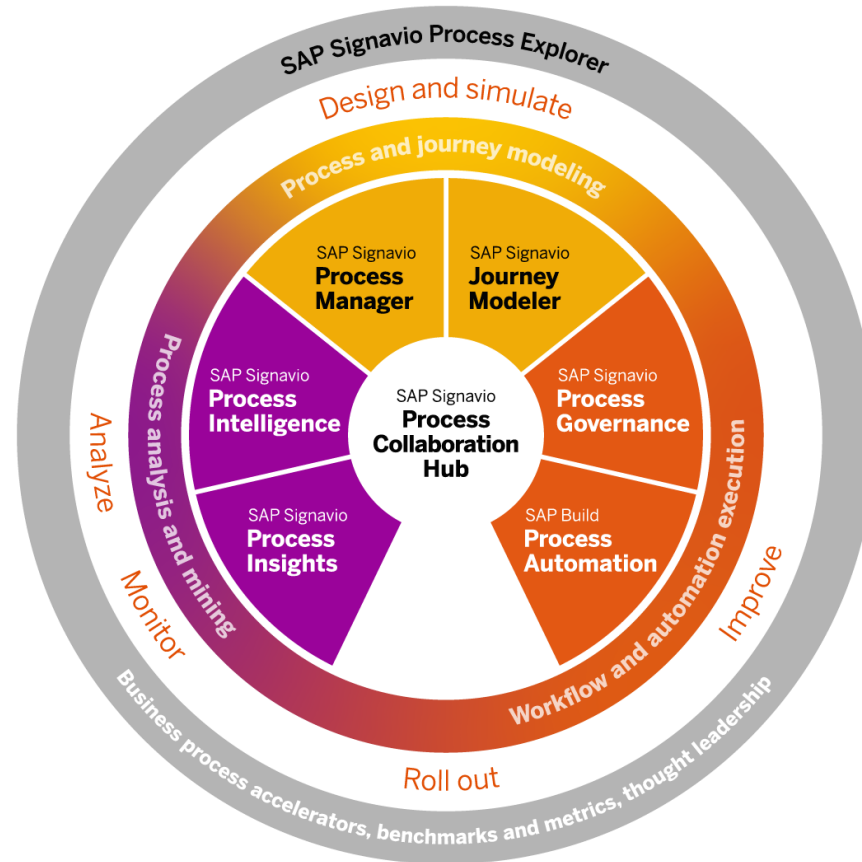 SAP Signavio Process Explorer
Design and simulate
Process and journey modeling
SAP Signavio
Process
Manager
SAP Signavio
Journey
Modeler
SAP Signavio
Process
Intelligence
SAP Signavio
Process
Collaboration
Hub
SAP Signavio
Process
Governance
SAP Signavio
Process
Insights
SAP Build
Process
Automation
Process analysis and mining
Workflow and automation execution
Analyze
Monitor
Improve
Roll out
Business process accelerators, benchmarks and metrics, thought leadership